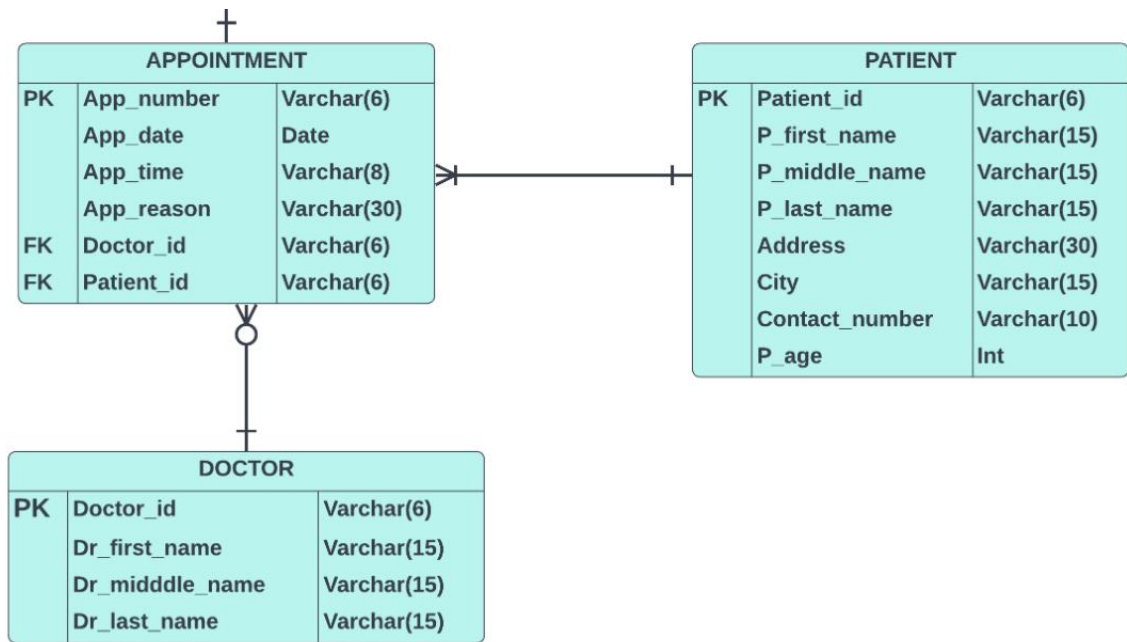 APPOINTMENT
PK App_number Varchar(6)
App_date Date
App_time Varchar(8)
App_reason Varchar(30)
FK Doctor_id Varchar(6)
FK Patient_id Varchar(6)
PATIENT
PK Patient_id Varchar(6)
P_first_name Varchar(15)
P_middle_name Varchar(15)
P_last_name Varchar(15)
Address Varchar(30)
City Varchar(15)
Contact_number Varchar(10)
P_age Int
DOCTOR
PK Doctor_id Varchar(6)
Dr_first_name Varchar(15)
Dr_midddle_name Varchar(15)
Dr_last_name Varchar(15)